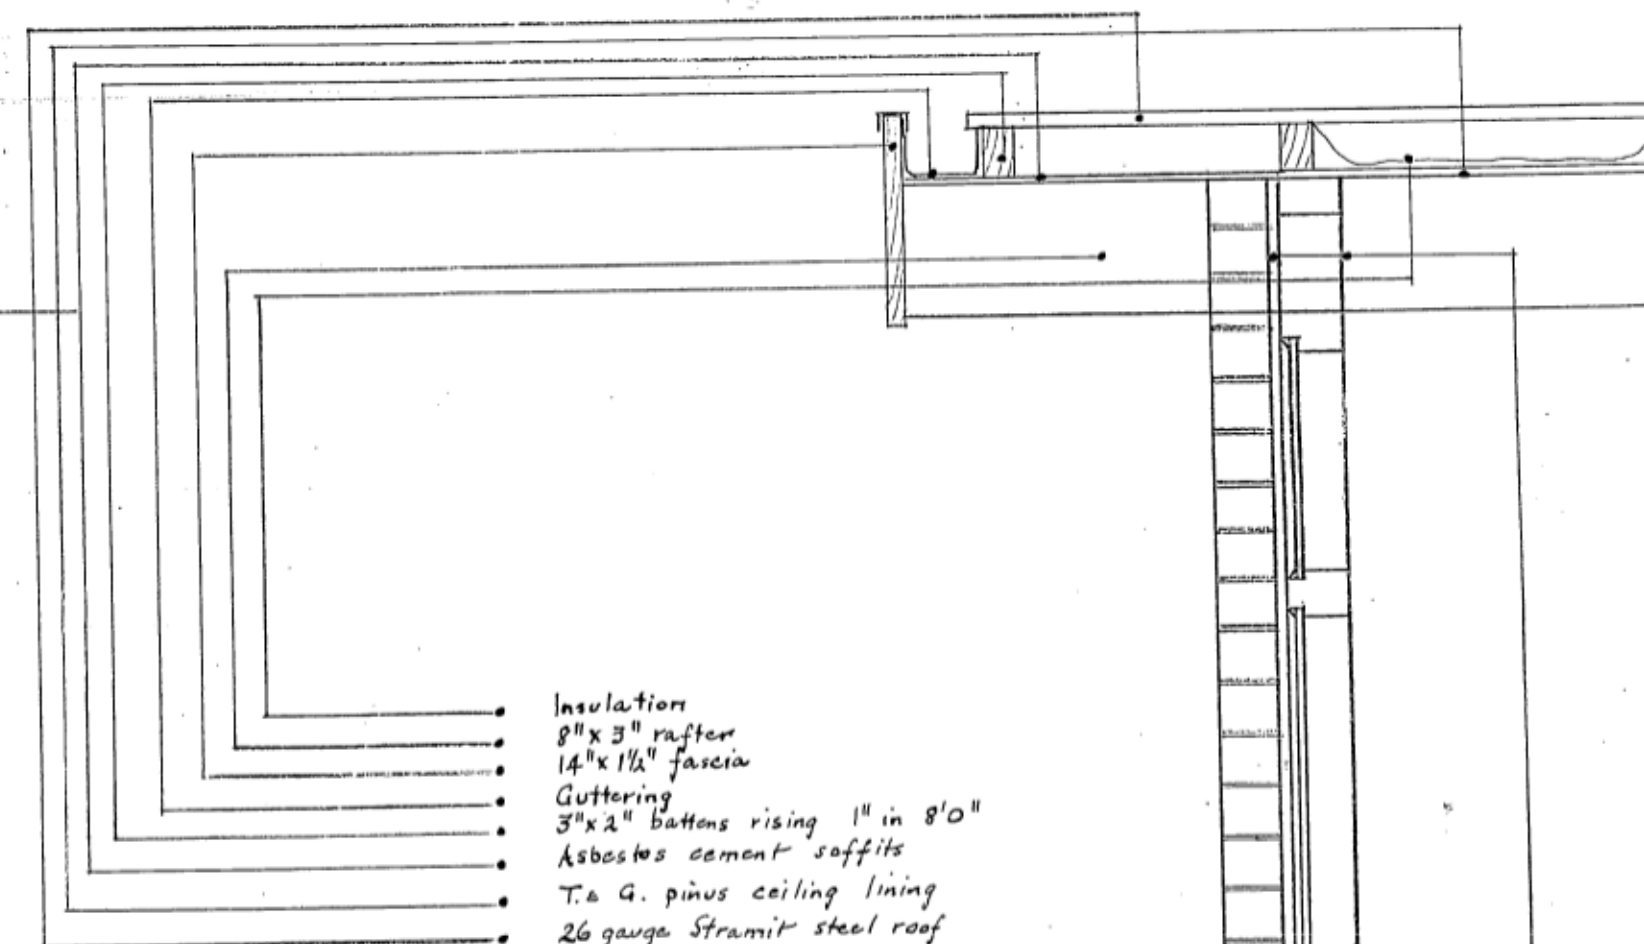 Insulation
8" x 3" rafter
14" x 1½" fascia
Guttering
3" x 2" battens rising 1" in 8'0"
Asbestos cement soffits
T. & G. pinus ceiling lining
26 gauge Stramit steel roof